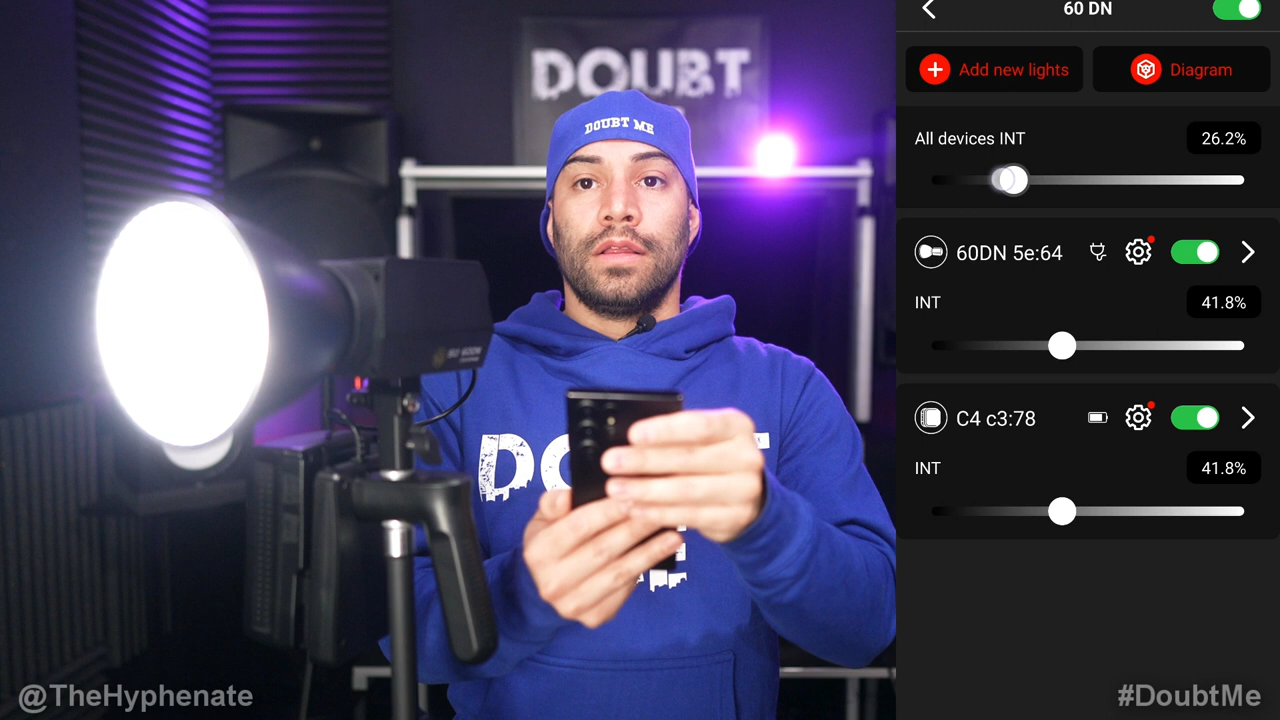 DOUBT
DOUBT ME
DO
@TheHyphenate
60 DN
Add new lights
Diagram
All devices INT
26.2%
60DN 5e:64
INT
41.8%
C4 c3:78
INT
41.8%
#DoubtMe